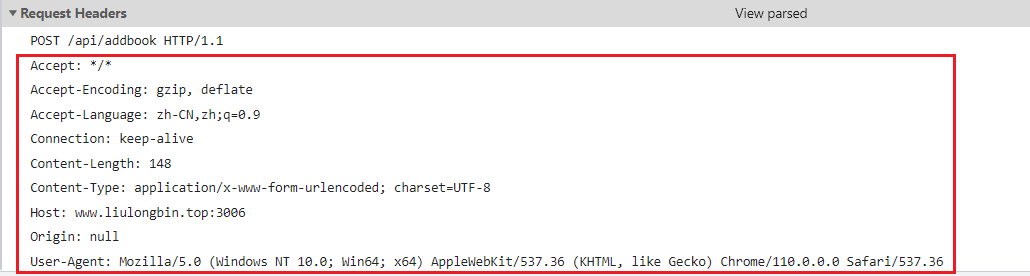 Request Headers View parsed
POST /api/addbook HTTP/1.1
Accept: */*
Accept-Encoding: gzip, deflate
Accept-Language: zh-CN,zh;q=0.9
Connection: keep-alive
Content-Length: 148
Content-Type: application/x-www-form-urlencoded; charset=UTF-8
Host: www.liulongbin.top:3006
Origin: null
User-Agent: Mozilla/5.0 (Windows NT 10.0; Win64; x64) AppleWebKit/537.36 (KHTML, like Gecko) Chrome/110.0.0.0 Safari/537.36